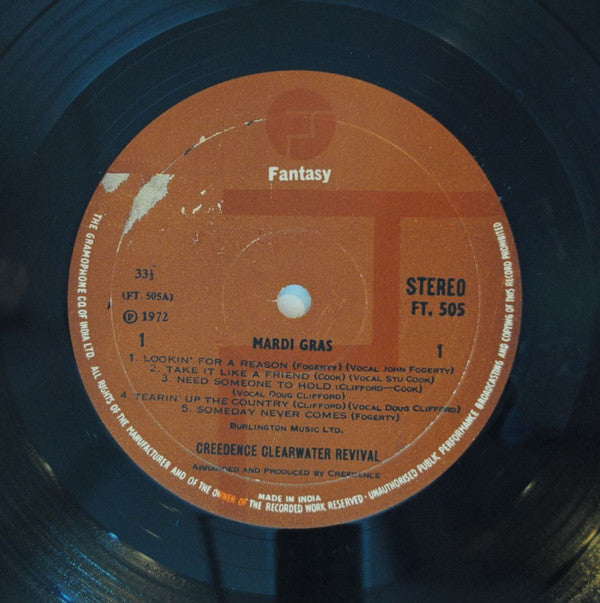 Fantasy
33⅓
(FT. 505A)
℗ 1972
STEREO
FT. 505
1
1
MARDI GRAS
1. LOOKIN' FOR A REASON (FOGERTY) (VOCAL JOHN FOGERTY)
2. TAKE IT LIKE A FRIEND (COOK) (VOCAL STU COOK)
3. NEED SOMEONE TO HOLD (CLIFFORD—COOK)
(VOCAL DOUG CLIFFORD)
4. TEARIN' UP THE COUNTRY (CLIFFORD) (VOCAL DOUG CLIFFORD)
5. SOMEDAY NEVER COMES (FOGERTY)
BURLINGTON MUSIC LTD.
CREEDENCE CLEARWATER REVIVAL
ARRANGED AND PRODUCED BY CREEDENCE
MADE IN INDIA
THE GRAMOPHONE CO. OF INDIA LTD. ALL RIGHTS OF THE MANUFACTURER AND OF THE OWNER OF THE RECORDED WORK RESERVED · UNAUTHORISED PUBLIC PERFORMANCE BROADCASTING AND COPYING OF THIS RECORD PROHIBITED